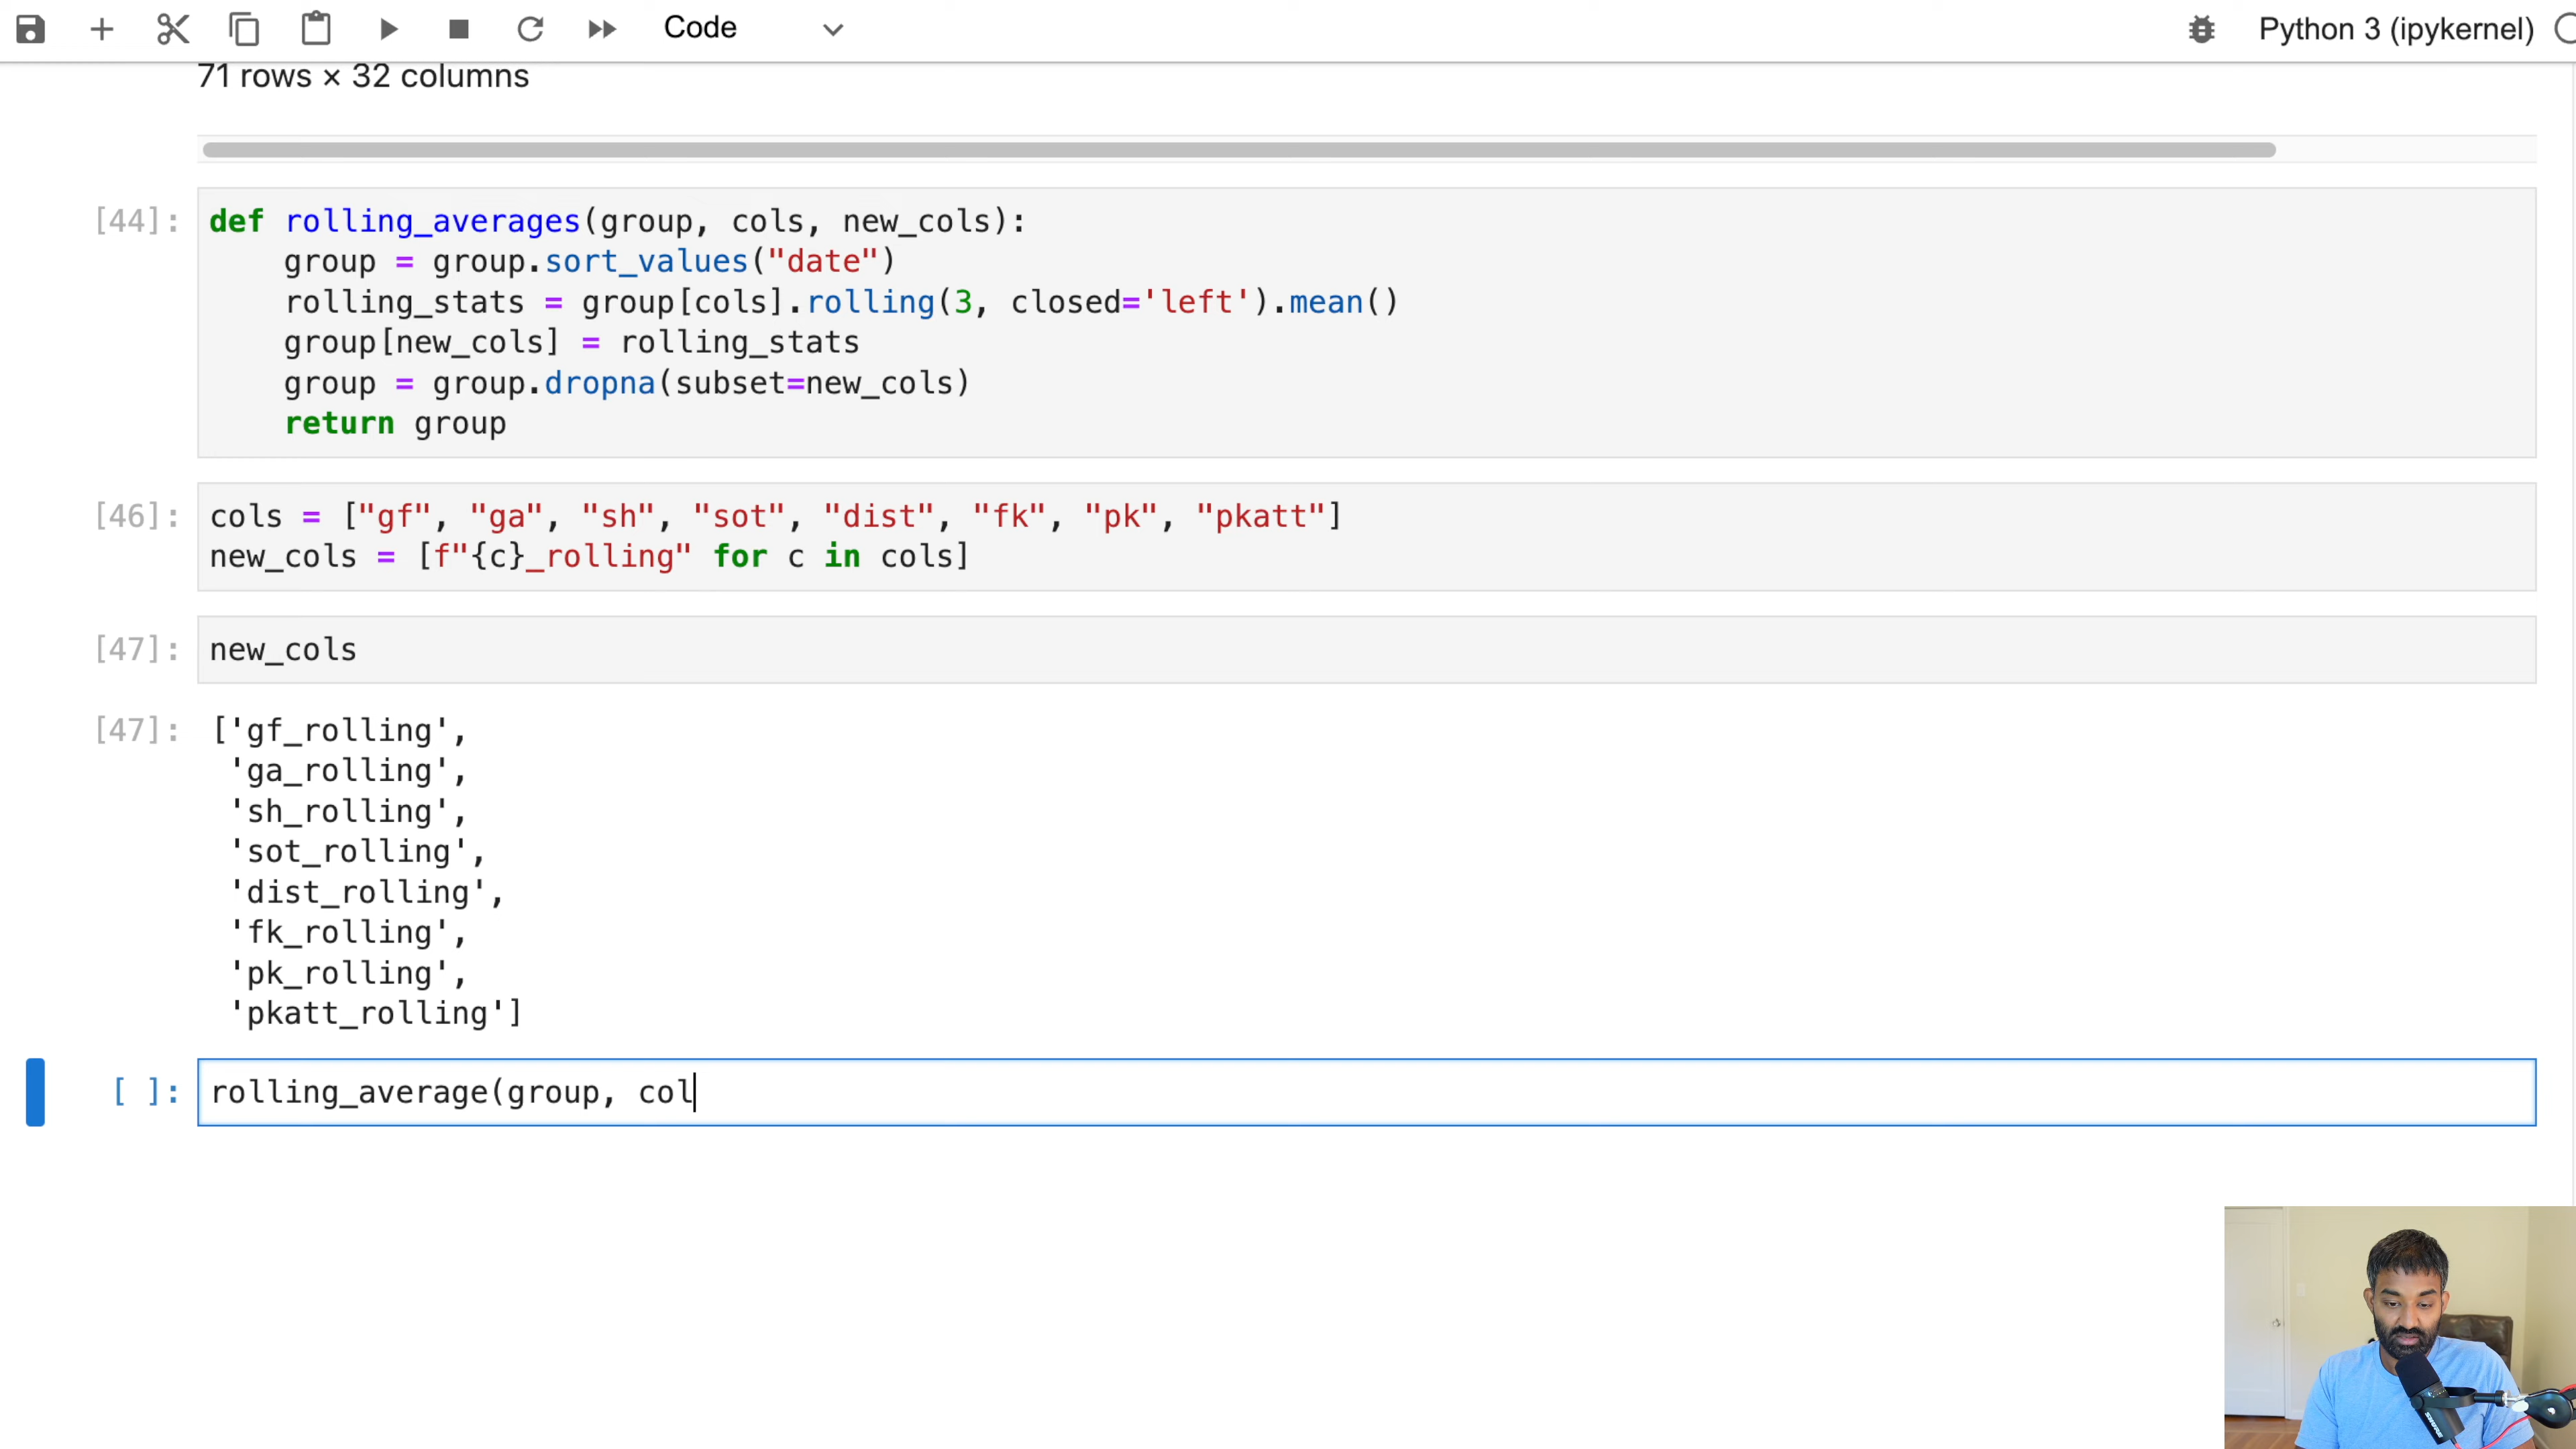 Code
Python 3 (ipykernel)
71 rows × 32 columns
[44]:
def rolling_averages(group, cols, new_cols):
    group = group.sort_values("date")
    rolling_stats = group[cols].rolling(3, closed='left').mean()
    group[new_cols] = rolling_stats
    group = group.dropna(subset=new_cols)
    return group
[46]:
cols = ["gf", "ga", "sh", "sot", "dist", "fk", "pk", "pkatt"]
new_cols = [f"{c}_rolling" for c in cols]
[47]:
new_cols
[47]:
['gf_rolling',
 'ga_rolling',
 'sh_rolling',
 'sot_rolling',
 'dist_rolling',
 'fk_rolling',
 'pk_rolling',
 'pkatt_rolling']
[ ]:
rolling_average(group, col